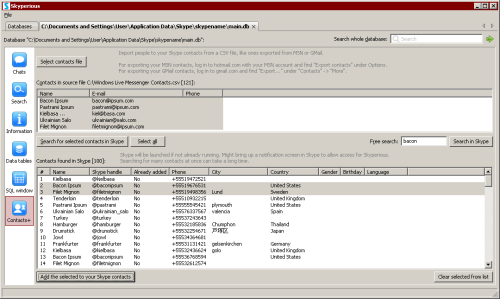 Skyperious
File
Databases C:\Documents and Settings\User\Application Data\Skype\skypename\main.db
Database "C:\Documents and Settings\User\Application Data\Skype\skypename\main.db": Search whole database: Search
Select contacts file
Import people to your Skype contacts from a CSV file, like ones exported from MSN or GMail.
For exporting your MSN contacts, log in to hotmail.com with your MSN account and find "Export contacts" under Options.
For exporting your GMail contacts, log in to gmail.com and find "Export..." under "Contacts" -> "More".
Chats
Search
Information
Data tables
SQL window
Contacts+
Contacts in source file C:\Windows Live Messenger Contacts.csv [121]:
Name E-mail Phone
Bacon Ipsum bacon@ipsum.com
Pastrami Ipsum pastrami@ipsum.com
Kielbasa ... kiel@basa.com
Ukrainian Salo ukrainian@salo.com
Filet Mignon filet@mignon.com
Search for selected contacts in Skype Select all Free search: bacon Search in Skype
Skype will be launched if not already running. Might bring up a notification screen in Skype to allow access for Skyperious.
Searching for many contacts at once can take a long time.
Contacts found in Skype [100]:
# Name Skype handle Already added Phone City Country Gender Birthday Language
1 Kielbasa @kielbasa No +55519472521
2 Bacon Ipsum @baconipsum No +55519676531 United States
3 Filet Mignon @filetmignon No +55519498356 Lund Sweden
4 Tenderloin @tenderloin No +55510932215 United Kingdom
5 Pastrami Ipsum @pastrami No +55555545421 plymouth United States
6 Ukrainian Salo @ukrainian_salo No +55576337567 valencia Spain
7 Turkey @turkey No +55537243643
8 Hamburger @hamburger No +55532185836 Chumphon Thailand
9 Drumstick @drumstick No +55532254671 Japan
10 Jowl @jowl No +55534364681
11 Frankfurter @frankfurter No +55531131421 gelsenkirchen Germany
12 Kielbasa @kielbasa No +55532436624 golo United Kingdom
13 Bacon Ipsum @baconipsum No +55536768594 United States
14 Filet Mignon @filetmignon No +55532612574
Add the selected to your Skype contacts Clear selected from list